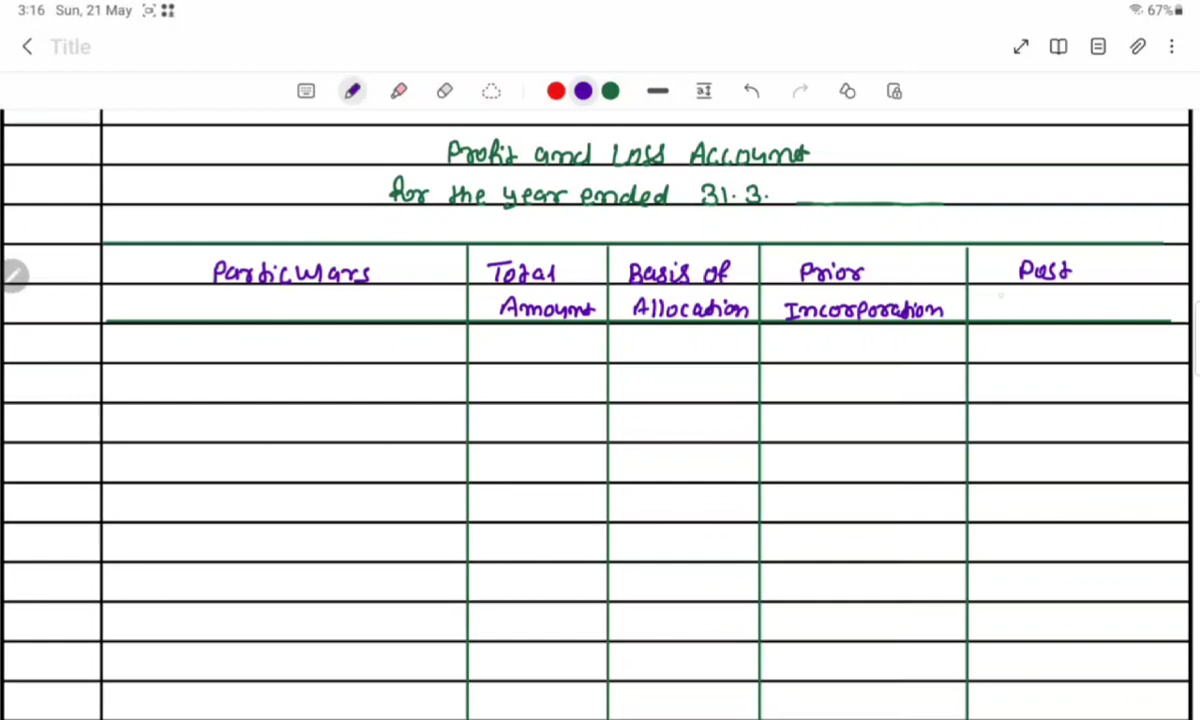 3:16 Sun, 21 May
67%
Title
Profit and Loss Account
for the year ended 31.3.
Particulars Total Basis of Prior Post
Amount Allocation Incorporation